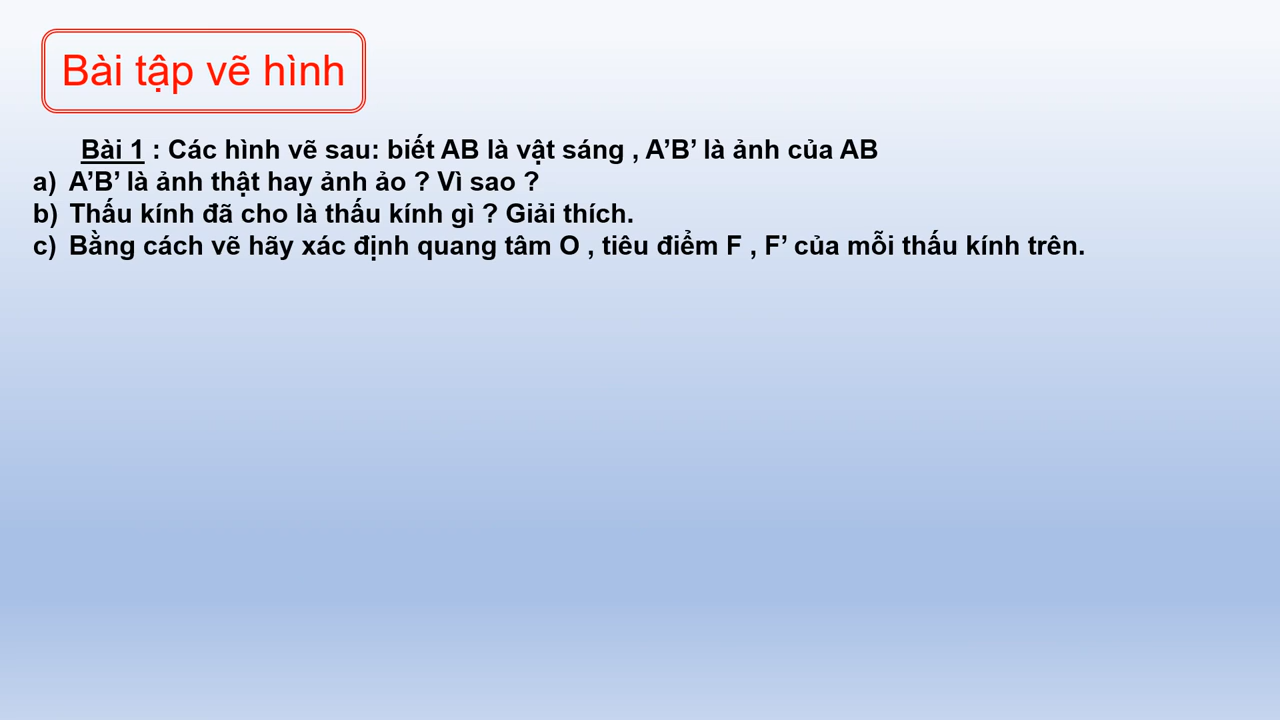 Bài tập vẽ hình
Bài 1 : Các hình vẽ sau: biết AB là vật sáng , A’B’ là ảnh của AB
a) A’B’ là ảnh thật hay ảnh ảo ? Vì sao ?
b) Thấu kính đã cho là thấu kính gì ? Giải thích.
c) Bằng cách vẽ hãy xác định quang tâm O , tiêu điểm F , F’ của mỗi thấu kính trên.